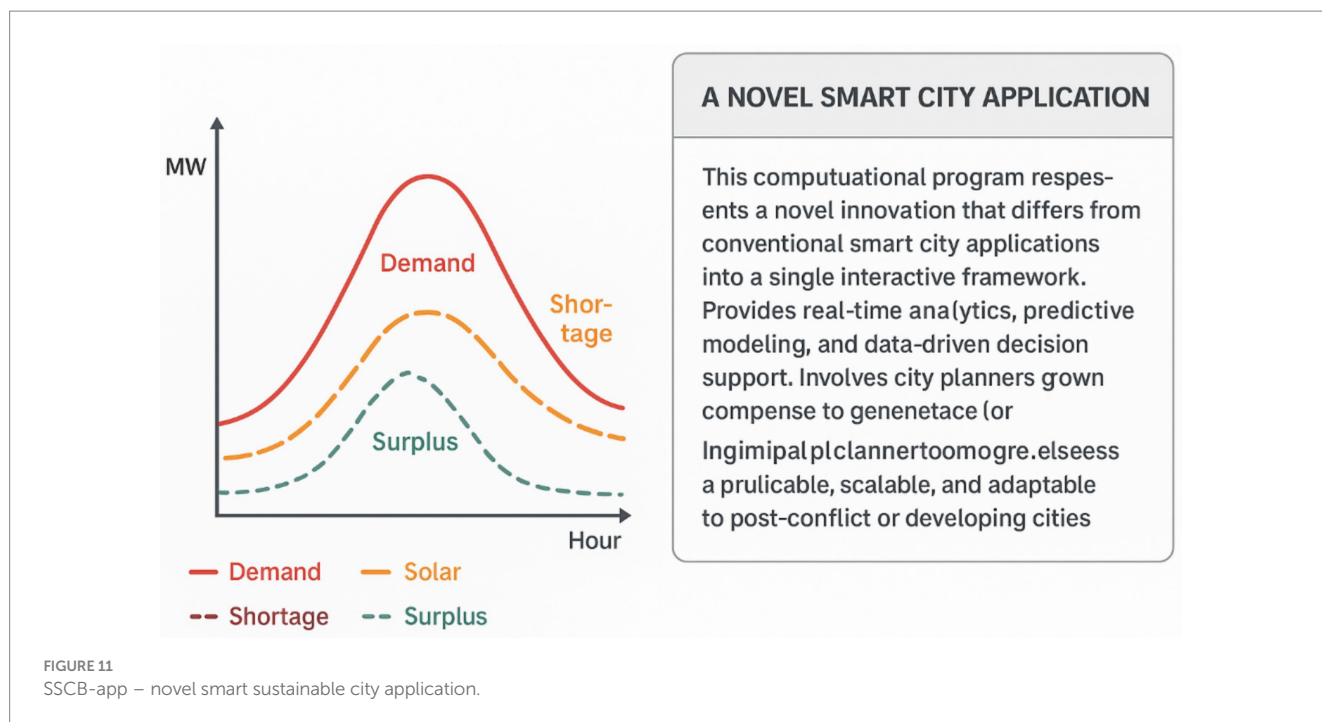 MW
Demand
Shor-
tage
Surplus
Hour
Demand
Solar
Shortage
Surplus
A NOVEL SMART CITY APPLICATION
This computuational program respes-
ents a novel innovation that differs from
conventional smart city applications
into a single interactive framework.
Provides real-time ana(ytics, predictive
modeling, and data-driven decision
support. Involves city planners grown
compense to genenetace (or
Ingimipal plclannertoomogre.elseess
a prulicable, scalable, and adaptable
to post-conflict or developing cities
FIGURE 11
SSCB-app – novel smart sustainable city application.